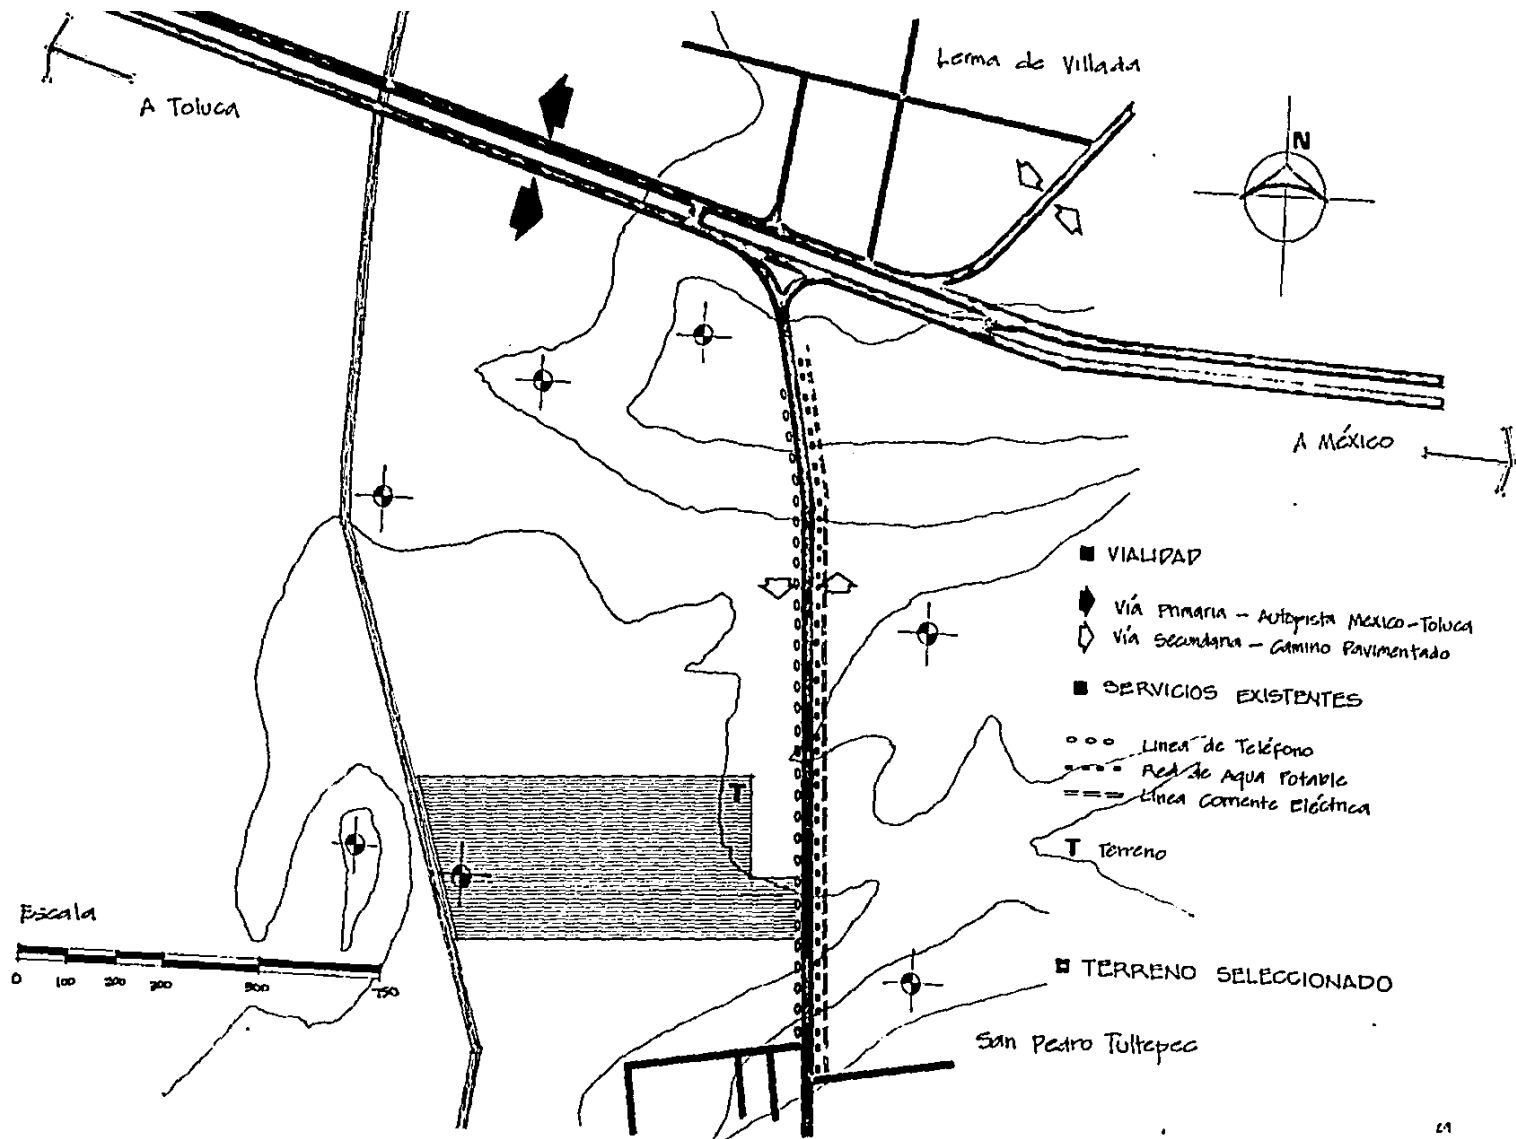 Lerma de Villada
A Toluca
N
A México
■ VIALIDAD
Vía Primaria - Autopista México-Toluca
Vía Secundaria - Camino Pavimentado
■ SERVICIOS EXISTENTES
Linea de Teléfono
Red de Agua Potable
Linea Corriente Eléctrica
T
T Terreno
Escala
0 100 200 300 500 750
TERRENO SELECCIONADO
San Pedro Tultepec